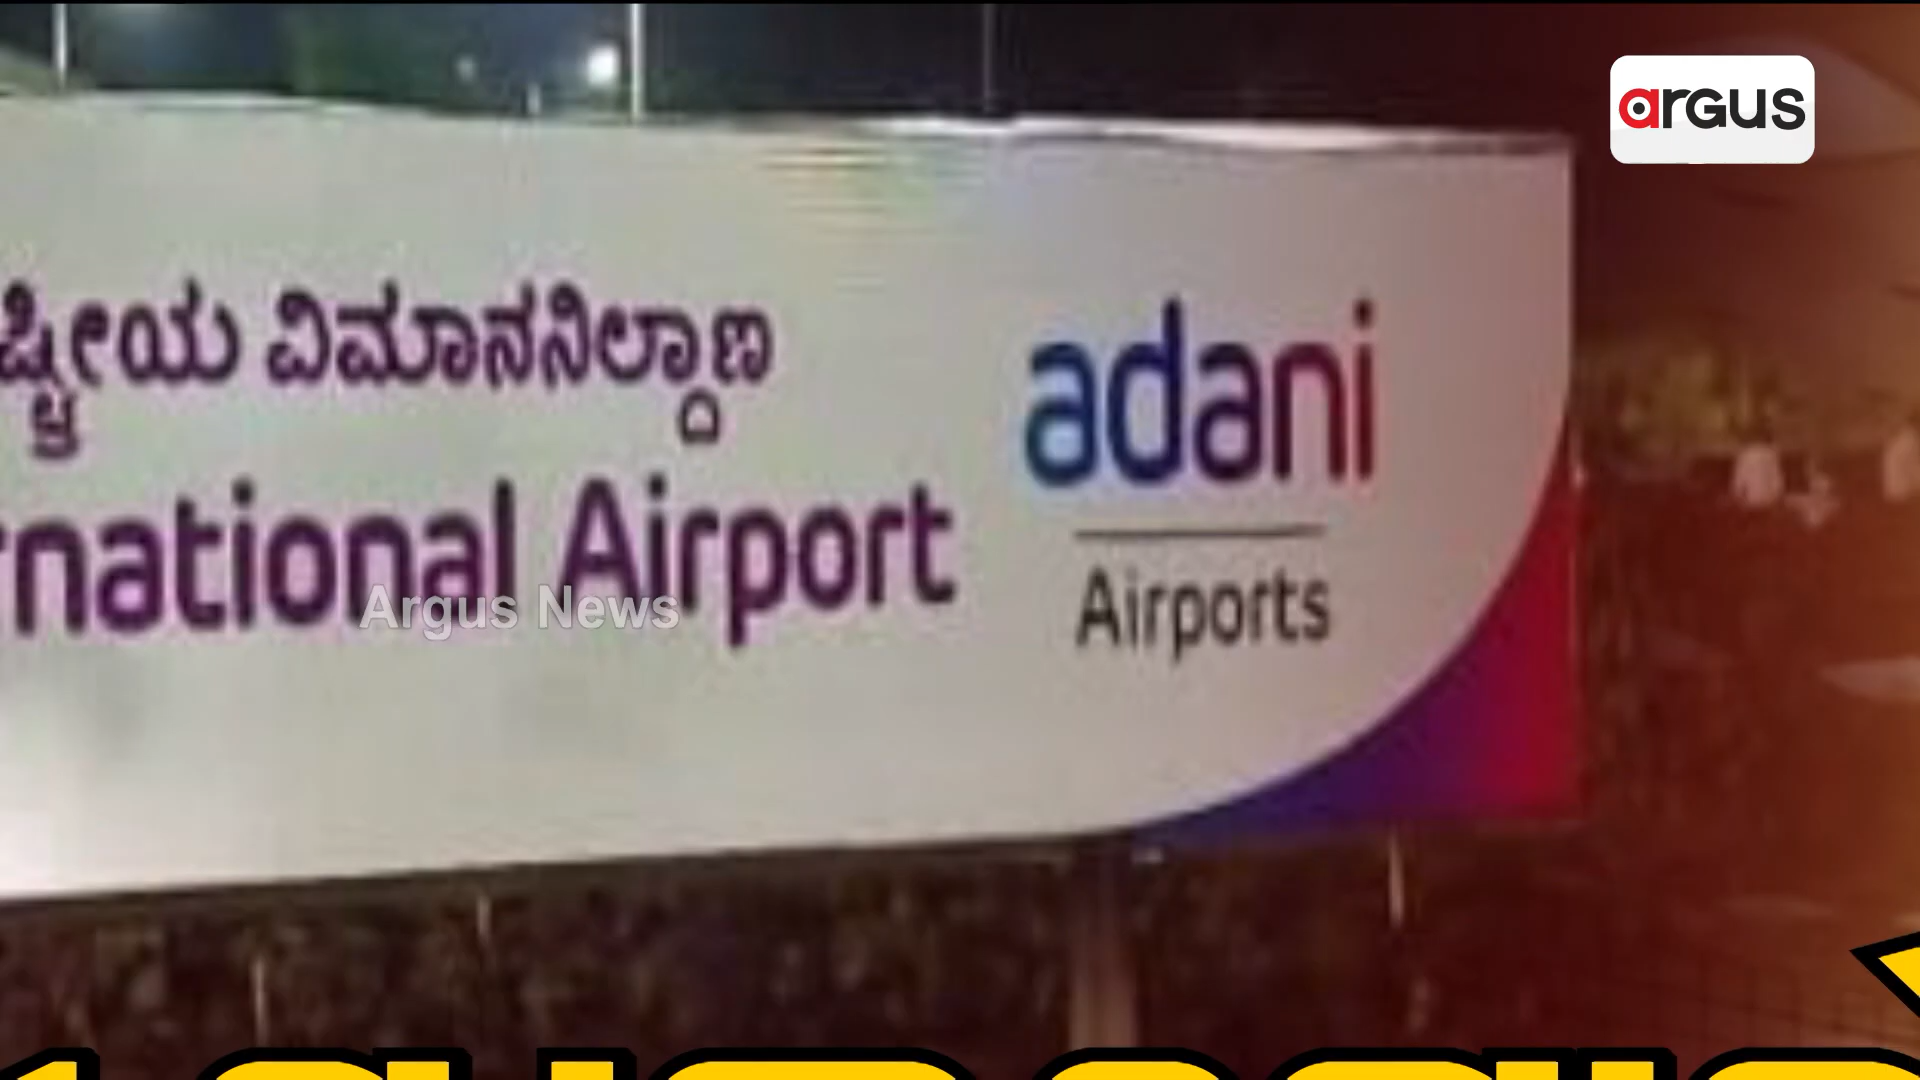 argus
ಷ್ಟ್ರೀಯ ವಿಮಾನನಿಲ್ದಾಣ
adani
rnational Airport
Airports
Argus News